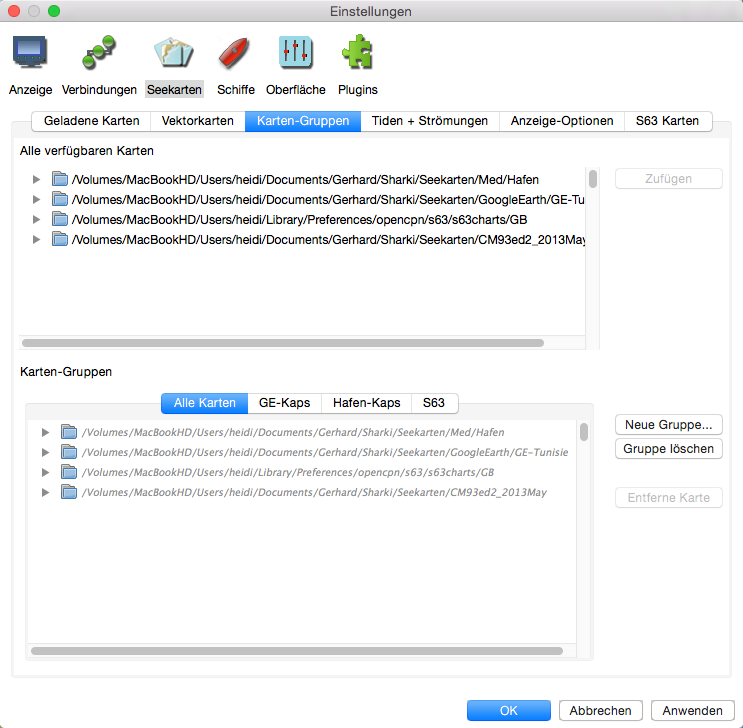 Einstellungen
Anzeige Verbindungen Seekarten Schiffe Oberfläche Plugins
Geladene Karten Vektorkarten Karten-Gruppen Tiden + Strömungen Anzeige-Optionen S63 Karten
Alle verfügbaren Karten
/Volumes/MacBookHD/Users/heidi/Documents/Gerhard/Sharki/Seekarten/Med/Hafen
Zufügen
/Volumes/MacBookHD/Users/heidi/Documents/Gerhard/Sharki/Seekarten/GoogleEarth/GE-Tu
/Volumes/MacBookHD/Users/heidi/Library/Preferences/opencpn/s63/s63charts/GB
/Volumes/MacBookHD/Users/heidi/Documents/Gerhard/Sharki/Seekarten/CM93ed2_2013May
Karten-Gruppen
Alle Karten GE-Kaps Hafen-Kaps S63
Neue Gruppe...
/Volumes/MacBookHD/Users/heidi/Documents/Gerhard/Sharki/Seekarten/Med/Hafen
Gruppe löschen
/Volumes/MacBookHD/Users/heidi/Documents/Gerhard/Sharki/Seekarten/GoogleEarth/GE-Tunisie
/Volumes/MacBookHD/Users/heidi/Library/Preferences/opencpn/s63/s63charts/GB
/Volumes/MacBookHD/Users/heidi/Documents/Gerhard/Sharki/Seekarten/CM93ed2_2013May
Entferne Karte
OK Abbrechen Anwenden